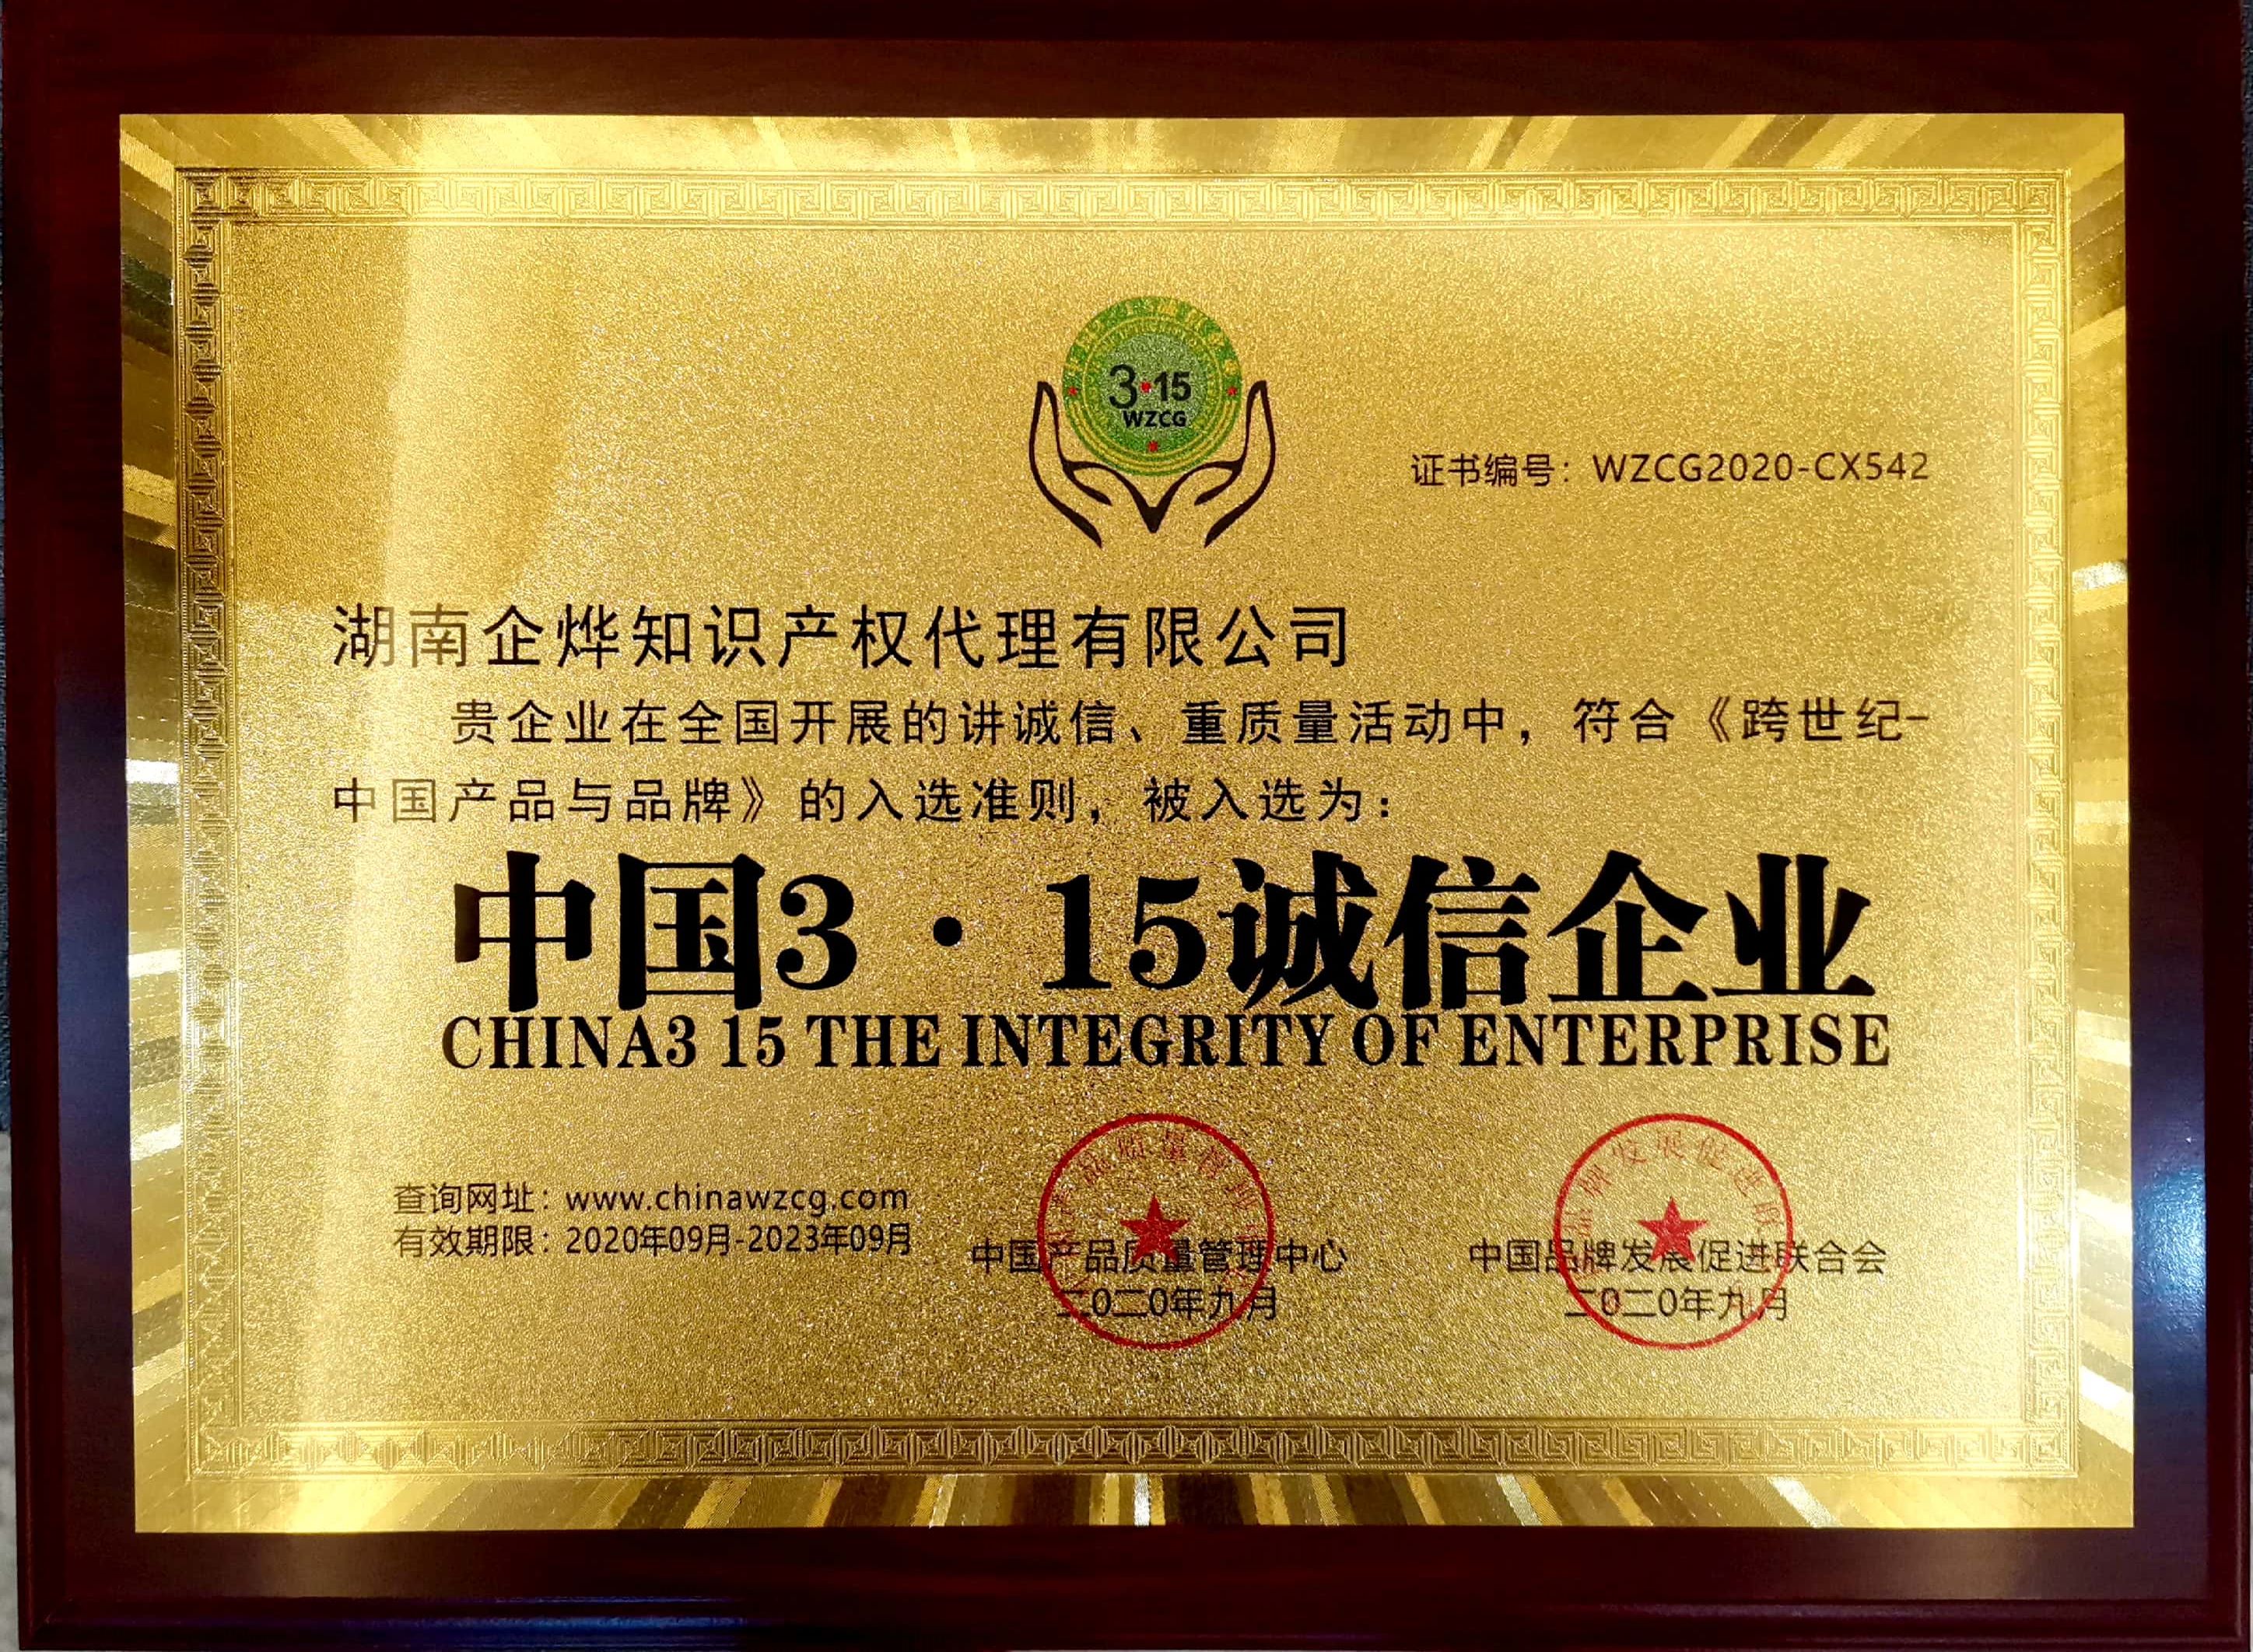 3·15
WZCG
证书编号：WZCG2020-CX542
湖南企烨知识产权代理有限公司
贵企业在全国开展的讲诚信、重质量活动中，符合《跨世纪-
中国产品与品牌》的入选准则，被入选为：
中国3·15诚信企业
CHINA3 15 THE INTEGRITY OF ENTERPRISE
查询网址：www.chinawzcg.com
有效期限：2020年09月-2023年09月
中国产品质量管理中心
二0二0年九月
中国品牌发展促进联合会
二0二0年九月